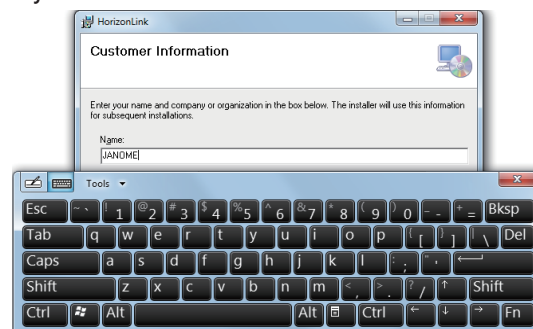 HorizonLink
Customer Information
Enter your name and company or organization in the box below. The installer will use this information
for subsequent installations.
Name:
JANOME
Tools
Esc ~ ` ! 1 @ 2 # 3 $ 4 % 5 ^ 6 & 7 * 8 ( 9 ) 0 _ - + = Bksp
Tab q w e r t y u i o p { [ } ] | \ Del
Caps a s d f g h j k l : ; " '
Shift z x c v b n m < , > . ? / ↑ Shift
Ctrl Alt Alt Ctrl ← ↓ → Fn